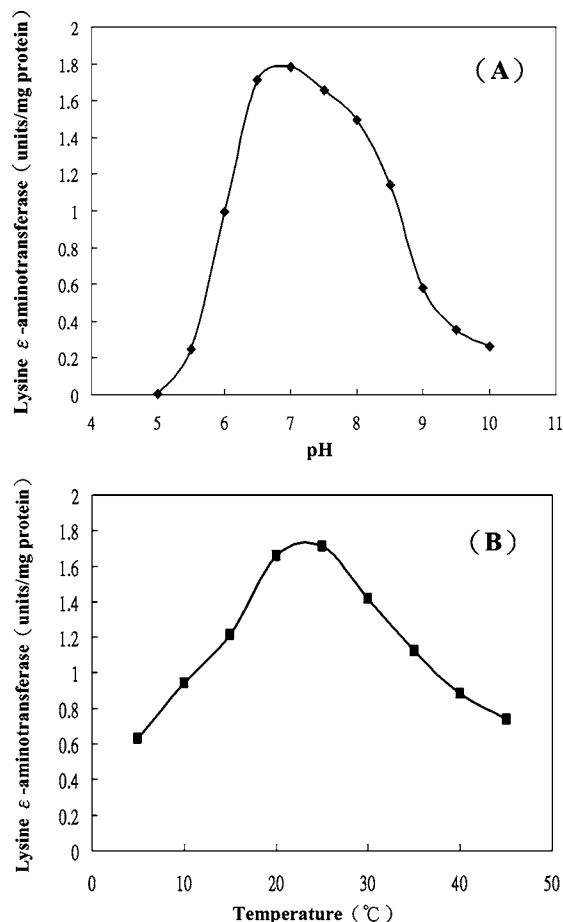 Lysine ε-aminotransferase (units/mg protein)
2
1.8
1.6
1.4
1.2
1
0.8
0.6
0.4
0.2
0
(A)
4 5 6 7 8 9 10 11
pH
Lysine ε-aminotransferase (units/mg protein)
2
1.8
1.6
1.4
1.2
1
0.8
0.6
0.4
0.2
0
(B)
0 10 20 30 40 50
Temperature (℃)